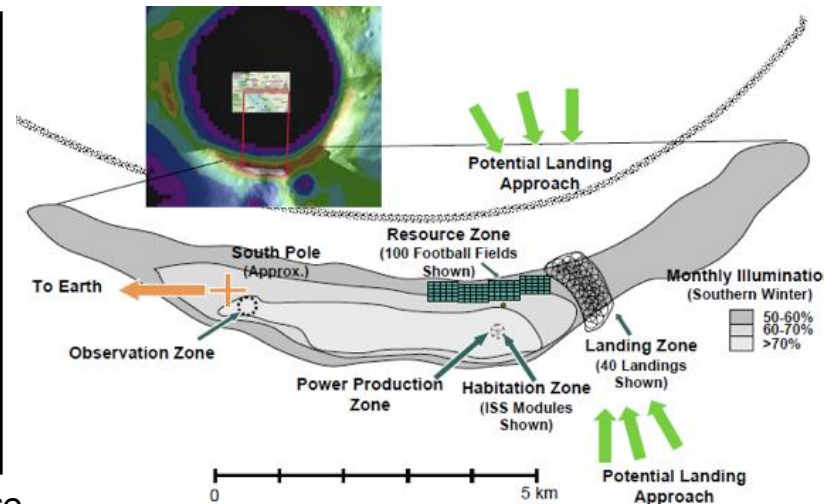 Potential Landing
Approach
Resource Zone
(100 Football Fields
Shown)
South Pole
(Approx.)
To Earth
Monthly Illuminatio
(Southern Winter)
50-60%
60-70%
>70%
Observation Zone
Landing Zone
(40 Landings
Shown)
Power Production
Zone
Habitation Zone
(ISS Modules
Shown)
0
5 km
Potential Landing
Approach